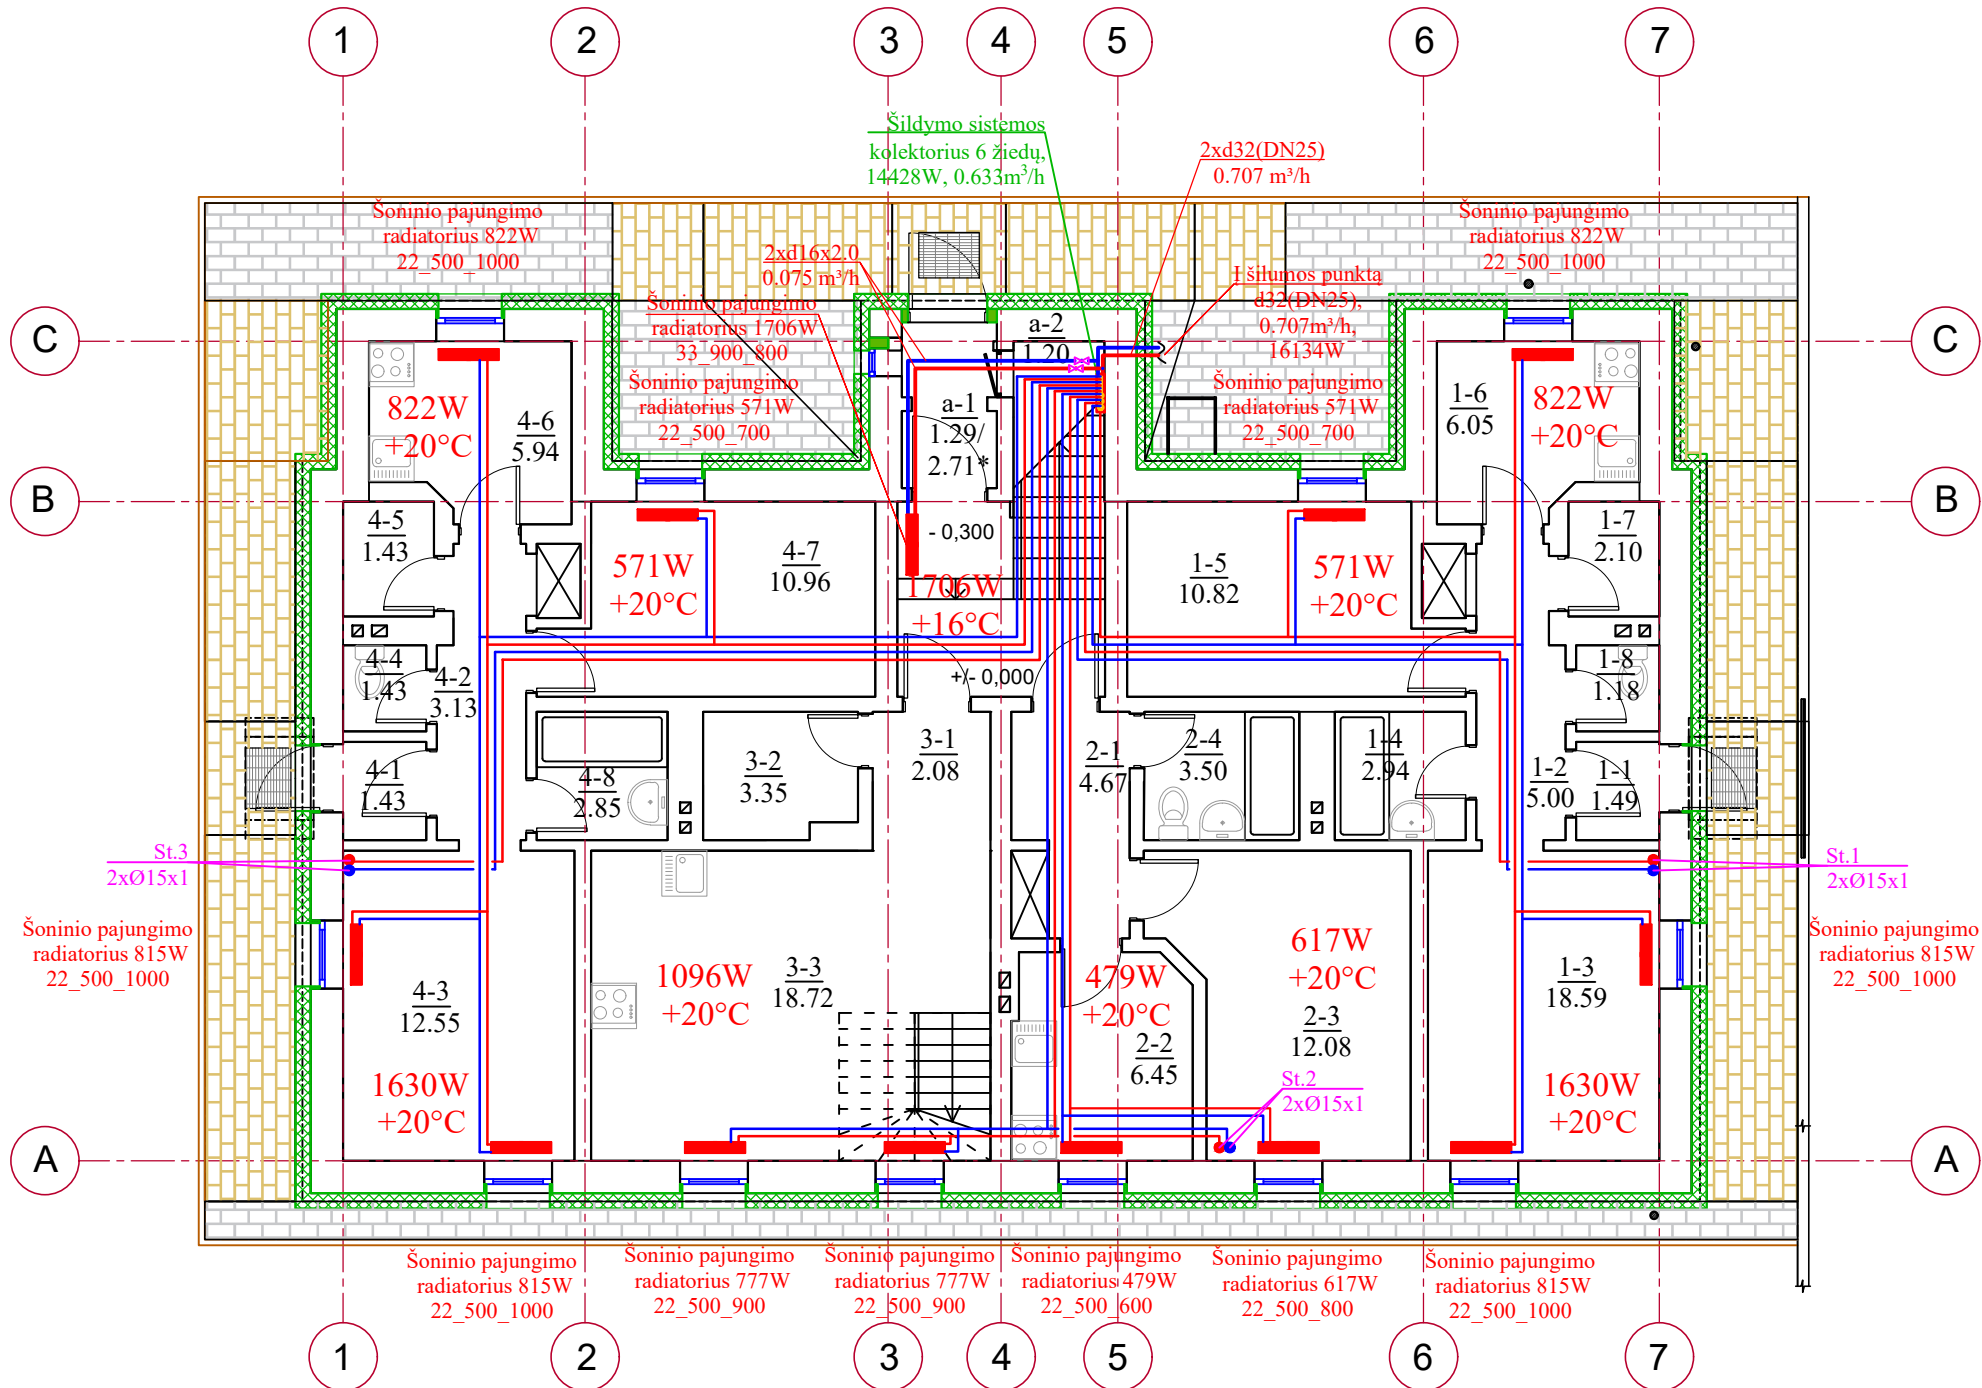 1
2
3
4
5
6
7
Šildymo sistemos
kolektorius 6 žiedų,
14428W, 0.633m³/h
2xd32(DN25)
0.707 m³/h
Šoninio pajungimo
radiatorius 822W
22_500_1000
2xd16x2.0
0.075 m³/h
Šoninio pajungimo
radiatorius 1706W
33_900_800
Šoninio pajungimo
radiatorius 571W
22_500_700
Į šilumos punktą
d32(DN25),
0.707m³/h,
16134W
Šoninio pajungimo
radiatorius 571W
22_500_700
Šoninio pajungimo
radiatorius 822W
22_500_1000
C
C
a-2
1.20
822W
+20°C
4-6
5.94
a-1
1.29/
2.71*
1-6
6.05
822W
+20°C
B
B
4-5
1.43
571W
+20°C
4-7
10.96
- 0,300
1706W
+16°C
1-5
10.82
571W
+20°C
1-7
2.10
4-4
1.43
4-2
3.13
+/- 0,000
1-8
1.18
4-1
1.43
4-8
2.85
3-2
3.35
3-1
2.08
2-1
4.67
2-4
3.50
1-4
2.94
1-2
5.00
1-1
1.49
St.3
2xØ15x1
St.1
2xØ15x1
Šoninio pajungimo
radiatorius 815W
22_500_1000
4-3
12.55
1096W
+20°C
3-3
18.72
479W
+20°C
617W
+20°C
1-3
18.59
Šoninio pajungimo
radiatorius 815W
22_500_1000
2-2
6.45
2-3
12.08
1630W
+20°C
St.2
2xØ15x1
1630W
+20°C
A
A
Šoninio pajungimo
radiatorius 815W
22_500_1000
Šoninio pajungimo
radiatorius 777W
22_500_900
Šoninio pajungimo
radiatorius 777W
22_500_900
Šoninio pajungimo
radiatorius 479W
22_500_600
Šoninio pajungimo
radiatorius 617W
22_500_800
Šoninio pajungimo
radiatorius 815W
22_500_1000
1
2
3
4
5
6
7